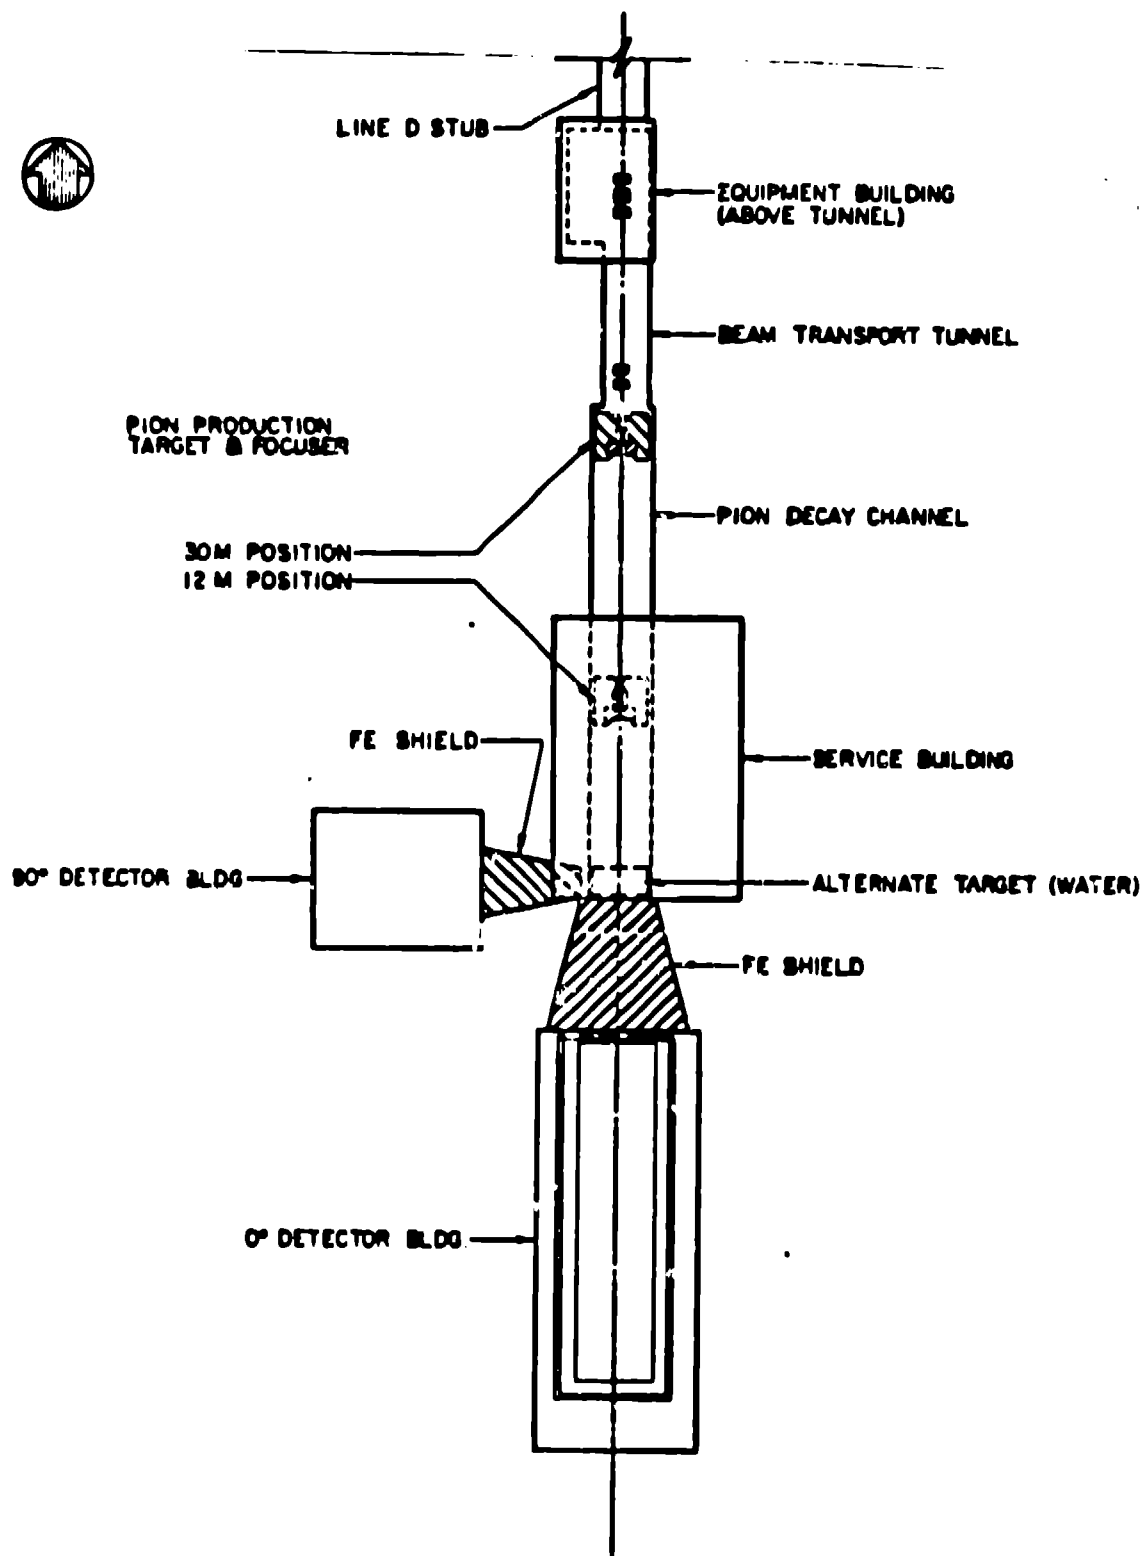 LINE D STUB
EQUIPMENT BUILDING
(ABOVE TUNNEL)
BEAM TRANSPORT TUNNEL
PION PRODUCTION
TARGET & FOCUSER
PION DECAY CHANNEL
30M POSITION
12 M POSITION
FE SHIELD
SERVICE BUILDING
90° DETECTOR BLDG
ALTERNATE TARGET (WATER)
FE SHIELD
0° DETECTOR BLDG.